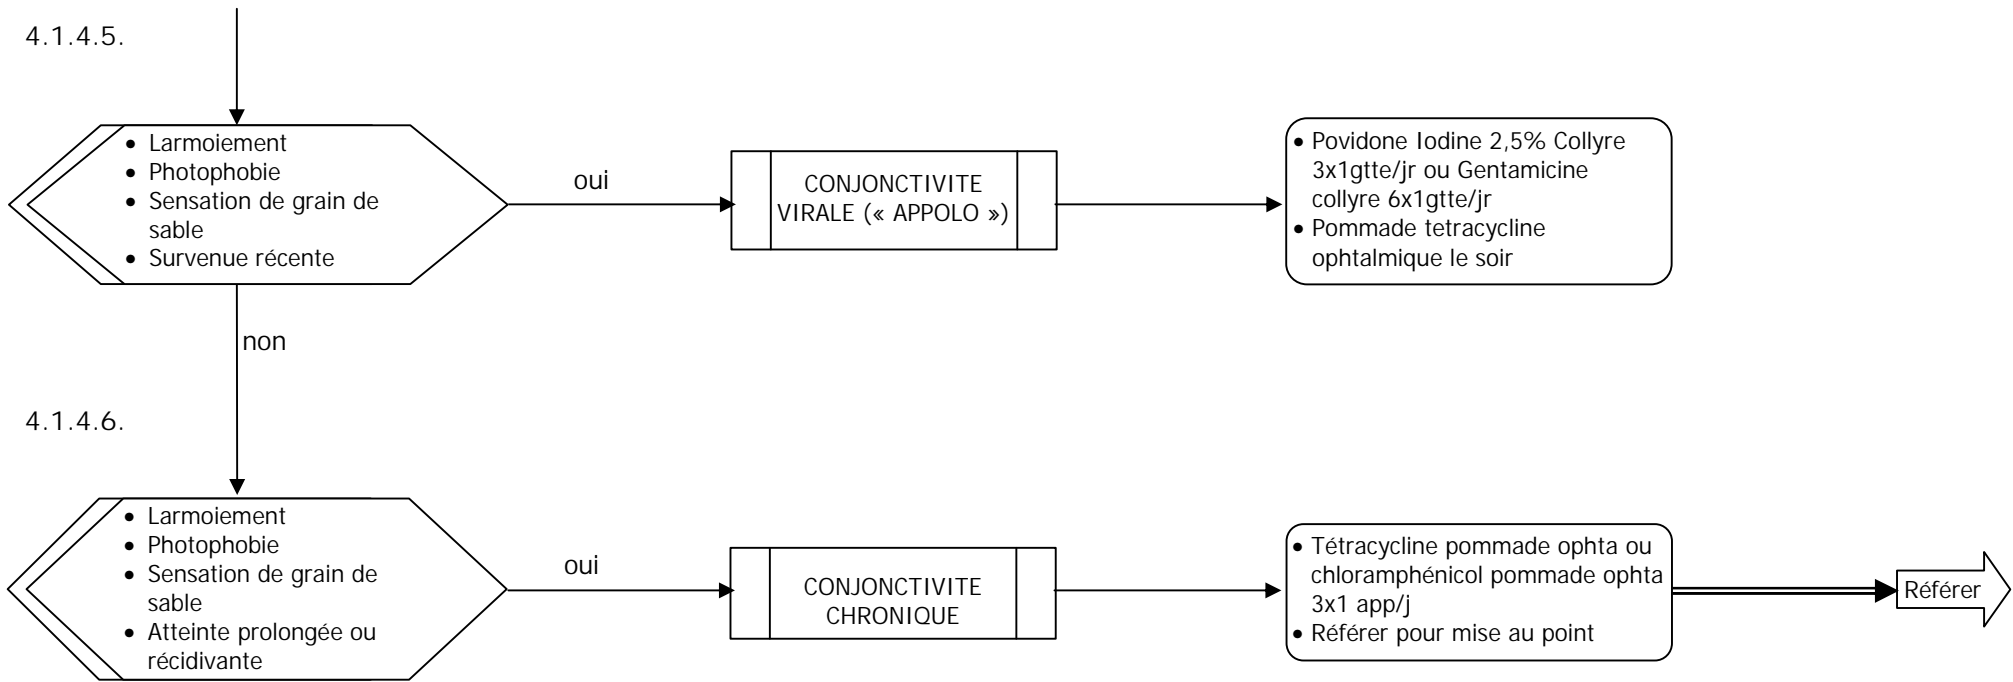 4.1.4.5.
• Larmoiement
• Photophobie
• Sensation de grain de
sable
• Survenue récente
oui
CONJONCTIVITE
VIRALE (« APPOLO »)
• Povidone Iodine 2,5% Collyre
3x1gtte/jr ou Gentamicine
collyre 6x1gtte/jr
• Pommade tetracycline
ophtalmique le soir
non
4.1.4.6.
• Larmoiement
• Photophobie
• Sensation de grain de
sable
• Atteinte prolongée ou
récidivante
oui
CONJONCTIVITE
CHRONIQUE
• Tétracycline pommade ophta ou
chloramphénicol pommade ophta
3x1 app/j
• Référer pour mise au point
Référer